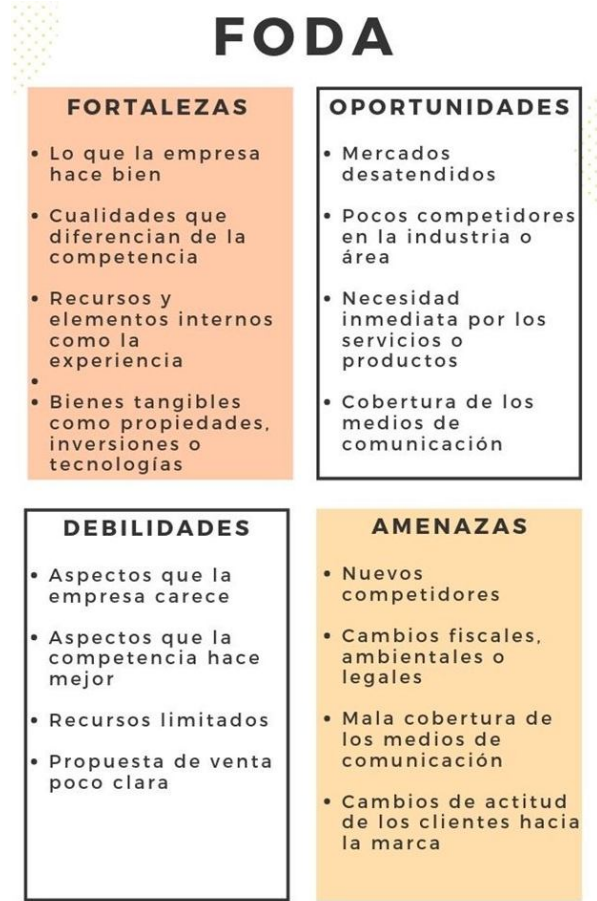 FODA
FORTALEZAS
• Lo que la empresa
hace bien
• Cualidades que
diferencian de la
competencia
• Recursos y
elementos internos
como la
experiencia
•
• Bienes tangibles
como propiedades,
inversiones o
tecnologías
OPORTUNIDADES
• Mercados
desatendidos
• Pocos competidores
en la industria o
área
• Necesidad
inmediata por los
servicios o
productos
• Cobertura de los
medios de
comunicación
DEBILIDADES
• Aspectos que la
empresa carece
• Aspectos que la
competencia hace
mejor
• Recursos limitados
• Propuesta de venta
poco clara
AMENAZAS
• Nuevos
competidores
• Cambios fiscales,
ambientales o
legales
• Mala cobertura de
los medios de
comunicación
• Cambios de actitud
de los clientes hacia
la marca